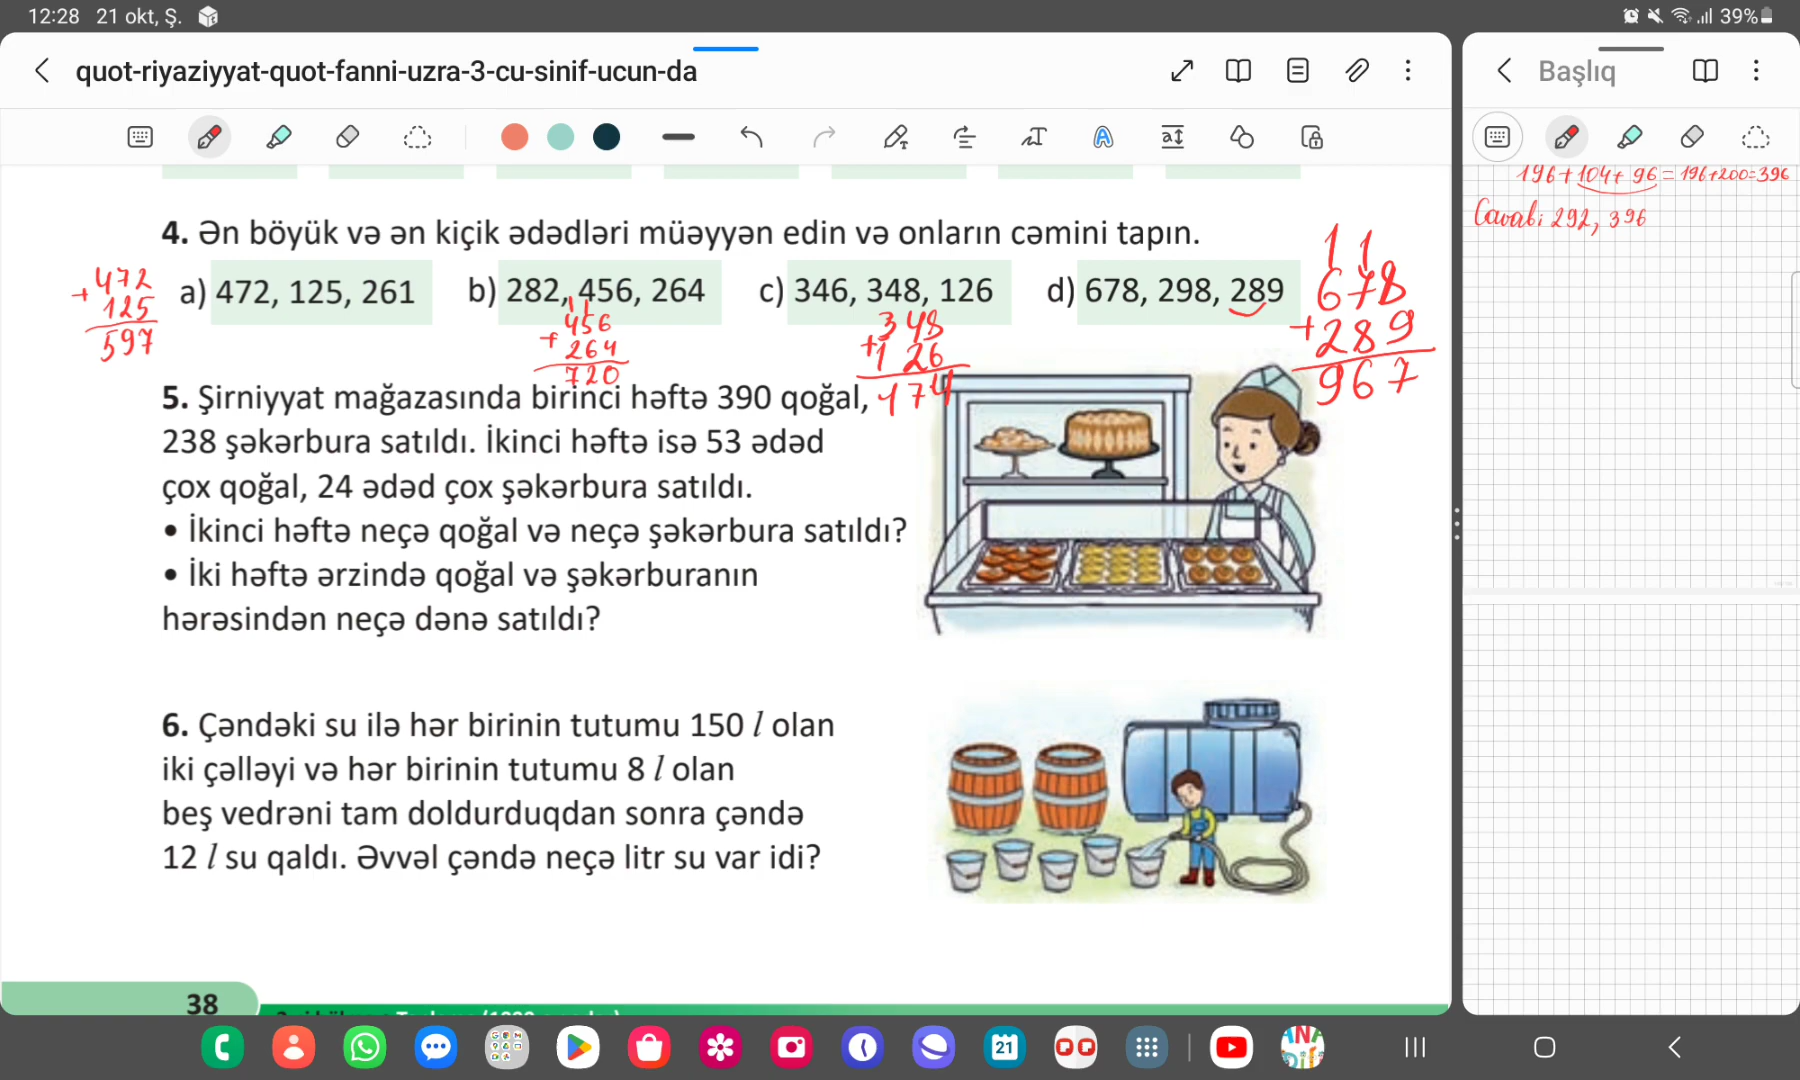 12:28 21 okt, Ş.
39%
quot-riyaziyyat-quot-fanni-uzra-3-cu-sinif-ucun-da
Başlıq
4. Ən böyük və ən kiçik ədədləri müəyyən edin və onların cəmini tapın.
a) 472, 125, 261
b) 282, 456, 264
c) 346, 348, 126
d) 678, 298, 289
472
+ 125
597
1 1
456
+ 264
720
348
+ 126
474
1 1
678
+ 289
967
5. Şirniyyat mağazasında birinci həftə 390 qoğal,
238 şəkərbura satıldı. İkinci həftə isə 53 ədəd
çox qoğal, 24 ədəd çox şəkərbura satıldı.
• İkinci həftə neçə qoğal və neçə şəkərbura satıldı?
• İki həftə ərzində qoğal və şəkərburanın
hərəsindən neçə dənə satıldı?
6. Çəndəki su ilə hər birinin tutumu 150 l olan
iki çəlləyi və hər birinin tutumu 8 l olan
beş vedrəni tam doldurduqdan sonra çəndə
12 l su qaldı. Əvvəl çəndə neçə litr su var idi?
38
196+104+96=196+200=396
Cavab: 292, 396
21